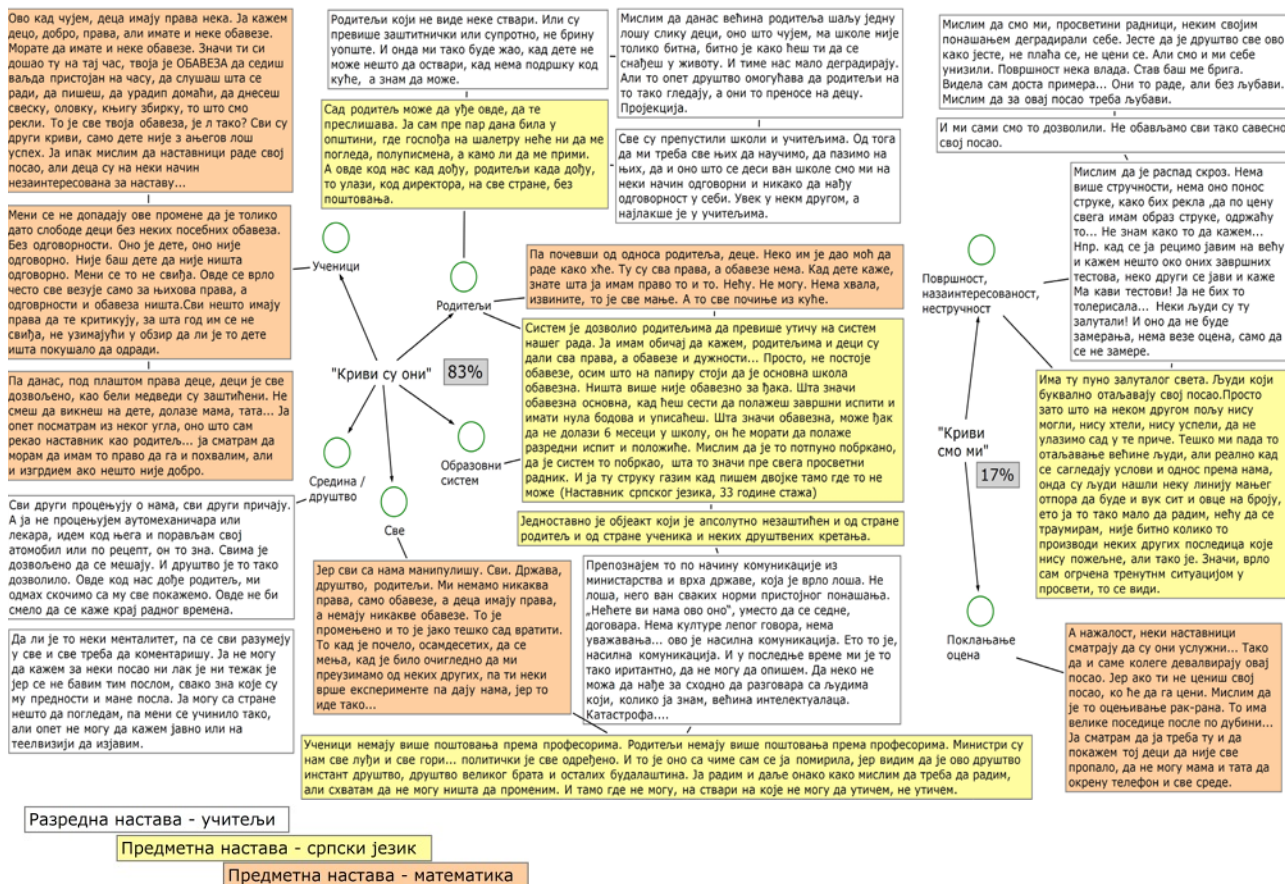 Ово кад чујем, деца имају права нека. Ја кажем
децо, добро, права, али имате и неке обавезе.
Морате да имате и неке обавезе. Значи ти си
дошао ту на тај час, твоја је ОБАВЕЗА да седиш
ваљда пристојан на часу, да слушаш шта се
ради, да пишеш, да урадип домаћи, да днесеш
свеску, оловку, књигу збирку, то што смо
рекли. То је све твоја обавеза, је л тако? Сви су
други криви, само дете није з ањегов лош
успех. Ја ипак мислим да наставници раде свој
посао, али деца су на неки начин
незаинтересована за наставу...
Мени се не допадају ове промене да је толико
дато слободе деци без неких посебних обавеза.
Без одговорности. Оно је дете, оно није
одговорно. Није баш дете да није ништа
одговорно. Мени се то не свиђа. Овде се врло
често све везује само за њихова права, а
одговрности и обавеза ништа.Сви нешто имају
права да те критикују, за шта год им се не
свиђа, не узимајући у обзир да ли је то дете
ишта покушало да одради.
Па данас, под плаштом права деце, деци је све
дозвољено, као бели медведи су заштићени. Не
смеш да викнеш на дете, долазе мама, тата... Ја
опет посматрам из неког угла, оно што сам
рекао наставник као родитељ... ја сматрам да
морам да имам то право да га и похвалим, али
и изгрдием ако нешто није добро.
Сви други процењују о нама, сви други причају.
А ја не процењујем аутомеханичара или
лекара, идем код њега и порављам свој
атомобил или по рецепт, он то зна. Свима је
дозвољено да се мешају. И друштво је то тако
дозволило. Овде код нас дође родитељ, ми
одмах скочимо са му све покажемо. Овде не би
смело да се каже крај радног времена.
Да ли је то неки менталитет, па се сви разумеју
у све и све треба да коментаришу. Ја не могу
да кажем за неки посао ни лак је ни тежак је
јер се не бавим тим послом, свако зна које су
му предности и мане посла. Ја могу са стране
нешто да погледам, па мени се учинило тако,
али опет не могу да кажем јавно или на
теелвизији да изјавим.
Родитељи који не виде неке ствари. Или су
превише заштитнички или супротно, не брину
уопште. И онда ми тако буде жао, кад дете не
може нешто да оствари, кад нема подршку код
куће, а знам да може.
Сад родитељ може да уђе овде, да те
преслишава. Ја сам пре пар дана била у
општини, где госпођа на шалетру неће ни да ме
погледа, полуписмена, а камо ли да ме прими.
А овде код нас кад дођу, родитељи када дођу,
то улази, код директора, на све стране, без
поштовања.
Мислим да данас већина родитеља шаљу једну
лошу слику деци, оно што чујем, ма школе није
толико битна, битно је како ћеш ти да се
снађеш у животу. И тиме нас мало деградирају.
Али то опет друштво омогућава да родитељи на
то тако гледају, а они то преносе на децу.
Пројекција.
Све су препустили школи и учитељима. Од тога
да ми треба све њих да научимо, да пазимо на
њих, да и оно што се деси ван школе смо ми на
неки начин одговорни и никако да нађу
одговорност у себи. Увек у некм другом, а
најлакше је у учитељима.
Ученици
Родитељи
"Криви су они"
83%
Средина /
друштво
Све
Образовни
систем
Па почевши од односа родитеља, деце. Неко им је дао моћ да
раде како хће. Ту су сва права, а обавезе нема. Кад дете каже,
знате шта ја имам право то и то. Нећу. Не могу. Нема хвала,
извините, то је све мање. А то све почиње из куће.
Систем је дозволио родитељима да превише утичу на систем
нашег рада. Ја имам обичај да кажем, родитељима и деци су
дали сва права, а обавезе и дужности... Просто, не постоје
обавезе, осим што на папиру стоји да је основна школа
обавезна. Ништа више није обавезно за ђака. Шта значи
обавезна основна, кад ћеш сести да полажеш завршни испит и
имати нула бодова и уписаћеш. Шта значи обавезна, може ђак
да не долази 6 месеци у школу, он ће морати да полаже
разредни испит и положиће. Мислим да је то потпуно побркано,
да је систем то побркао, шта то значи пре свега просветни
радник. И ја ту струку газим кад пишем двојке тамо где то не
може (Наставник српског језика, 33 године стажа)
Једноставно је објеакт који је апсолутно незаштићен и од стране
родитељ и од стране ученика и неких друштвених кретања.
Јер сви са нама манипулишу. Сви. Држава,
друштво, родитељи. Ми немамо никаква
права, само обавезе, а деца имају права,
а немају никакве обавезе. То је
промењено и то је јако тешко сад вратити.
То кад је почело, осамдесетих, да се
мења, кад је било очигледно да ми
преузимамо од неких других, па ти неки
врше експерименте па дају нама, јер то
иде тако...
Препознајем то по начину комуникације из
министарства и врха државе, која је врло лоша. Не
лоша, него ван сваких норми пристојног понашања.
„Нећете ви нама ово оно“, уместо да се седне,
договара. Нема културе лепог говора, нема
уважавања... ово је насилна комуникација. Ето то је,
насилна комуникација. И у последње време ми је то
тако иритантно, да не могу да опишем. Да неко не
можа да нађе за сходно да разговара са људима
који, колико ја знам, већина интелектуалаца.
Катастрофа....
Ученици немају више поштовања према професорима. Родитељи немају више поштовања према професорима. Министри су
нам све луђи и све гори... политички је све одређено. И то је оно са чиме сам се ја помирила, јер видим да је ово друштво
инстант друштво, друштво великог брата и осталих будалаштина. Ја радим и даље онако како мислим да треба да радим,
али схватам да не могу ништа да променим. И тамо где не могу, на ствари на које не могу да утичем, не утичем.
Мислим да смо ми, просветини радници, неким својим
понашањем деградирали себе. Јесте да је друштво све ово
како јесте, не плаћа се, не цени се. Али смо и ми себе
унизили. Површност нека влада. Став баш ме брига.
Видела сам доста примера... Они то раде, али без љубави.
Мислим да за овај посао треба љубави.
И ми сами смо то дозволили. Не обављамо сви тако савесно
свој посао.
Мислим да је распад скроз. Нема
више стручности, нема оно понос
струке, како бих рекла ,да по цену
свега имам образ струке, одржаћу
то... Не знам како то да кажем...
Нпр. кад се ја рецимо јавим на већу
и кажем нешто око оних завршних
тестова, неко други се јави и каже
Ма кави тестови! Ја не бих то
толерисала... Неки људи су ту
залутали! И оно да не буде
замерања, нема везе оцена, само да
се не замере.
Површност,
назаинтересованост,
нестручност
"Криви
смо ми"
17%
Поклањање
оцена
Има ту пуно залуталог света. Људи који
буквално отаљавају свој посао.Просто
зато што на неком другом пољу нису
могли, нису хтели, нису успели, да не
улазимо сад у те приче. Тешко ми пада то
отаљавање већине људи, али реално кад
се сагледају услови и однос према нама,
онда су људи нашли неку линију мањег
отпора да буде и вук сит и овце на броју,
ето ја то тако мало да радим, нећу да се
траумирам, није битно колико то
производи неких других последица које
нису пожељне, али тако је. Значи, врло
сам огрчена тренутним ситуацијом у
просвети, то се види.
А нажалост, неки наставници
сматрају да су они услужни... Тако
да и саме колеге девалвирају овај
посао. Јер ако ти не цениш свој
посао, ко ће да га цени. Мислим да
је то оцењивање рак-рана. То има
велике поседице после по дубини...
Ја сматрам да ја треба ту и да
покажем тој деци да није све
пропало, да не могу мама и тата да
окрену телефон и све среде.
Разредна настава - учитељи
Предметна настава - српски језик
Предметна настава - математика